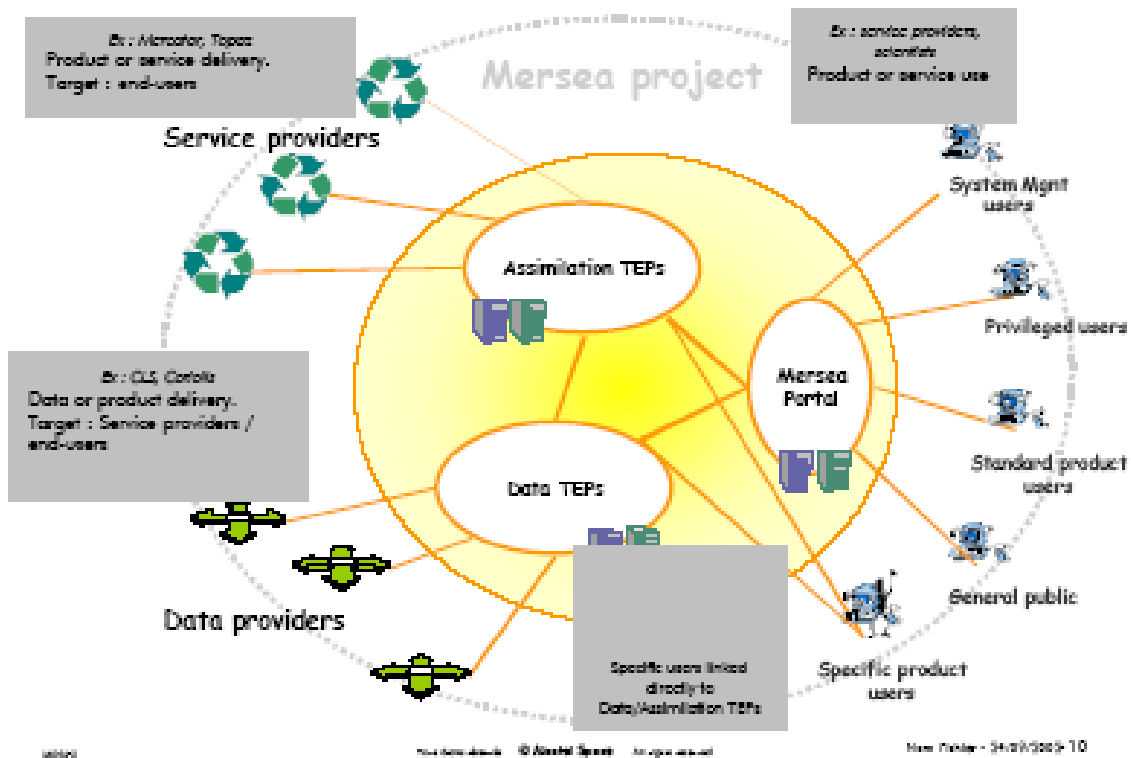 Ex : Mercator, Topaz
Product or service delivery.
Target : end-users
Mersea project
Ex : service providers,
scientists
Product or service use
Service providers
System Mgnt
users
Assimilation TEPs
Privileged users
Mersea
Portal
Ex : CLS, Coriolis
Data or product delivery.
Target : Service providers /
end-users
Standard product
users
Data TEPs
General public
Data providers
Specific users linked
directly to
Data/Assimilation TEPs
Specific product
users
© Alcatel Space
All rights reserved